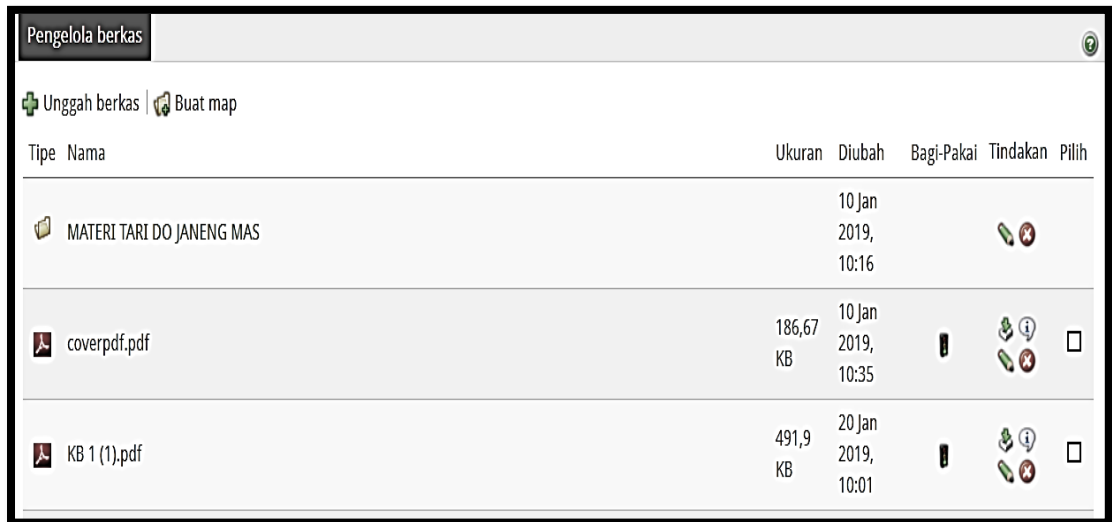 Pengelola berkas
Unggah berkas | Buat map
Tipe Nama Ukuran Diubah Bagi-Pakai Tindakan Pilih
MATERI TARI DO JANENG MAS 10 Jan 2019, 10:16
coverpdf.pdf 186,67 KB 10 Jan 2019, 10:35
KB 1 (1).pdf 491,9 KB 20 Jan 2019, 10:01